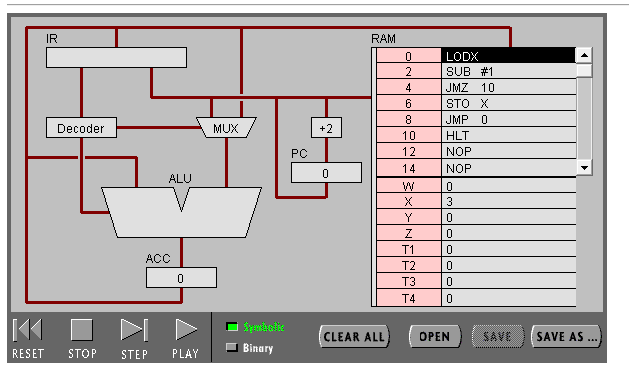 IR
RAM
0 LODX
2 SUB #1
4 JMZ 10
6 STO X
8 JMP 0
10 HLT
12 NOP
14 NOP
Decoder
MUX
+2
PC
0
ALU
W 0
X 3
Y 0
Z 0
T1 0
T2 0
T3 0
T4 0
ACC
0
RESET STOP STEP PLAY
Symbolic
Binary
CLEAR ALL OPEN SAVE SAVE AS ...